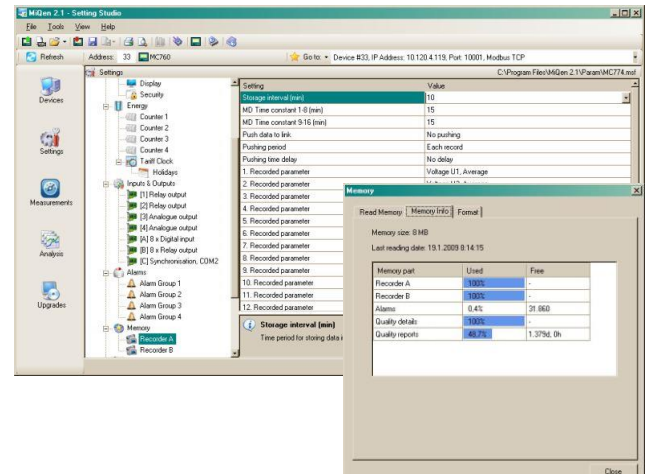 MiQen 2.1 - Setting Studio
File Tools View Help
Refresh Address: 33 MC760 Go to: Device #33, IP Address: 10.120.4.119, Port: 10001, Modbus TCP
Settings C:\Program Files\MiQen 2.1\Param\MC774.msf
Devices
Settings
Measurements
Analysis
Upgrades
Display
Security
Energy
Counter 1
Counter 2
Counter 3
Counter 4
Tariff Clock
Holidays
Inputs & Outputs
[1] Relay output
[2] Relay output
[3] Analogue output
[4] Analogue output
[A] 8 x Digital input
[B] 8 x Relay output
[C] Synchronisation, COM2
Alarms
Alarm Group 1
Alarm Group 2
Alarm Group 3
Alarm Group 4
Memory
Recorder A
Recorder B
Setting Value
Storage interval (min) 10
MD Time constant 1-8 (min) 15
MD Time constant 9-16 (min) 15
Push data to link No pushing
Pushing period Each record
Pushing time delay No delay
1. Recorded parameter Voltage U1, Average
2. Recorded parameter
3. Recorded parameter
4. Recorded parameter
5. Recorded parameter
6. Recorded parameter
7. Recorded parameter
8. Recorded parameter
9. Recorded parameter
10. Recorded parameter
11. Recorded parameter
12. Recorded parameter
Storage interval (min)
Time period for storing data i
Memory
Read Memory Memory Info Format
Memory size: 8 MB
Last reading date: 19.1.2009 8:14:15
Memory part Used Free
Recorder A 100% -
Recorder B 100% -
Alarms 0,4% 31.860
Quality details 100% -
Quality reports 48,7% 1.379d, 0h
Close